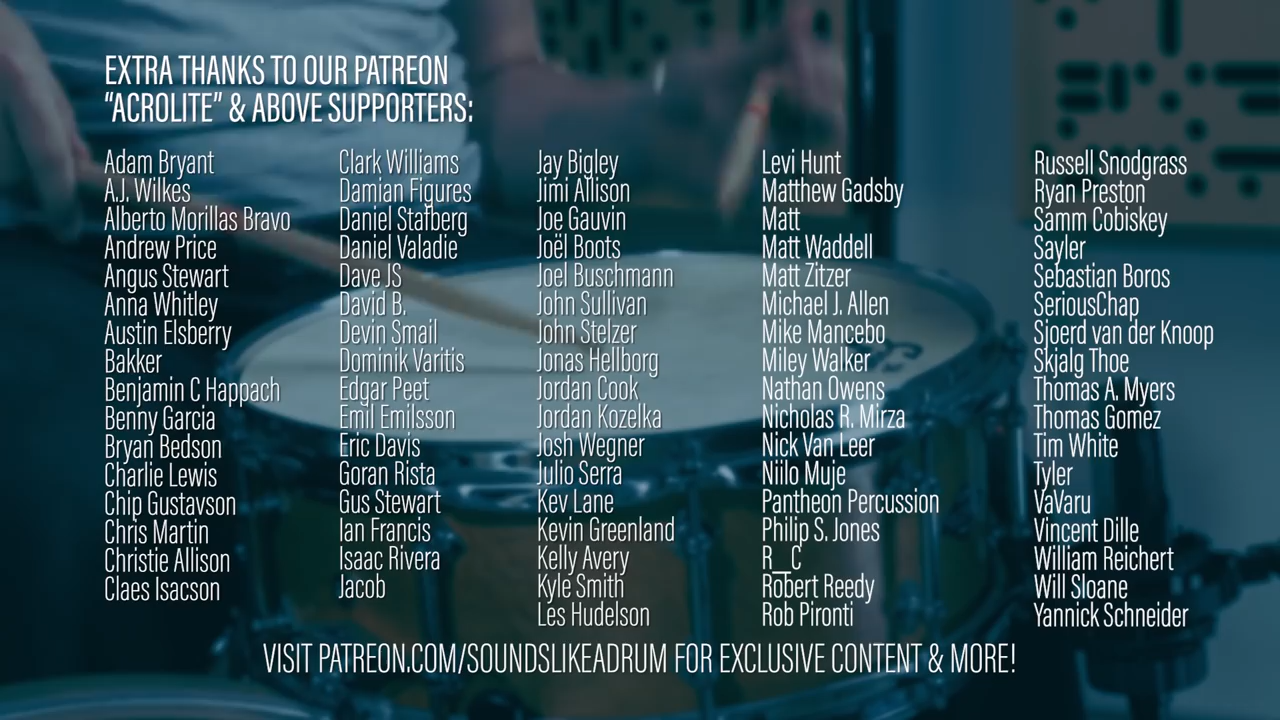 EXTRA THANKS TO OUR PATREON
“ACROLITE” & ABOVE SUPPORTERS:
Adam Bryant
A.J. Wilkes
Alberto Morillas Bravo
Andrew Price
Angus Stewart
Anna Whitley
Austin Elsberry
Bakker
Benjamin C Happach
Benny Garcia
Bryan Bedson
Charlie Lewis
Chip Gustavson
Chris Martin
Christie Allison
Claes Isacson
Clark Williams
Damian Figures
Daniel Stalberg
Daniel Valadie
Dave JS
David B.
Devin Smail
Dominik Varitis
Edgar Peet
Emil Emilsson
Eric Davis
Goran Rista
Gus Stewart
Ian Francis
Isaac Rivera
Jacob
Jay Bigley
Jimi Allison
Joe Gauvin
Joël Boots
Joel Buschmann
John Sullivan
John Stelzer
Jonas Hellborg
Jordan Cook
Jordan Kozelka
Josh Wegner
Julio Serra
Kev Lane
Kevin Greenland
Kelly Avery
Kyle Smith
Les Hudelson
Levi Hunt
Matthew Gadsby
Matt
Matt Waddell
Matt Zitzer
Michael J. Allen
Mike Mancebo
Miley Walker
Nathan Owens
Nicholas R. Mirza
Nick Van Leer
Niilo Muje
Pantheon Percussion
Philip S. Jones
R__C
Robert Reedy
Rob Pironti
Russell Snodgrass
Ryan Preston
Samm Cobiskey
Sayler
Sebastian Boros
SeriousChap
Sjoerd van der Knoop
Skjalg Thoe
Thomas A. Myers
Thomas Gomez
Tim White
Tyler
VaVaru
Vincent Dille
William Reichert
Will Sloane
Yannick Schneider
VISIT PATREON.COM/SOUNDSLIKEADRUM FOR EXCLUSIVE CONTENT & MORE!